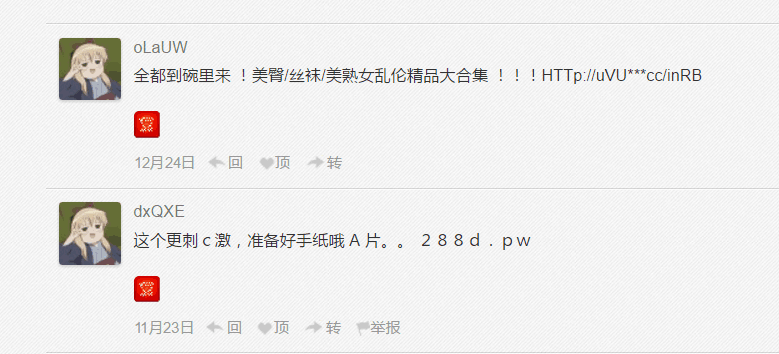 oLaUW
全都到碗里来 ！美臀/丝袜/美熟女乱伦精品大合集 ！！！HTTp://uVU***cc/inRB
12月24日 回 顶 转
dxQXE
这个更刺 c 激，准备好手纸哦 A 片。。 ２８８ｄ．ｐｗ
11月23日 回 顶 转 举报